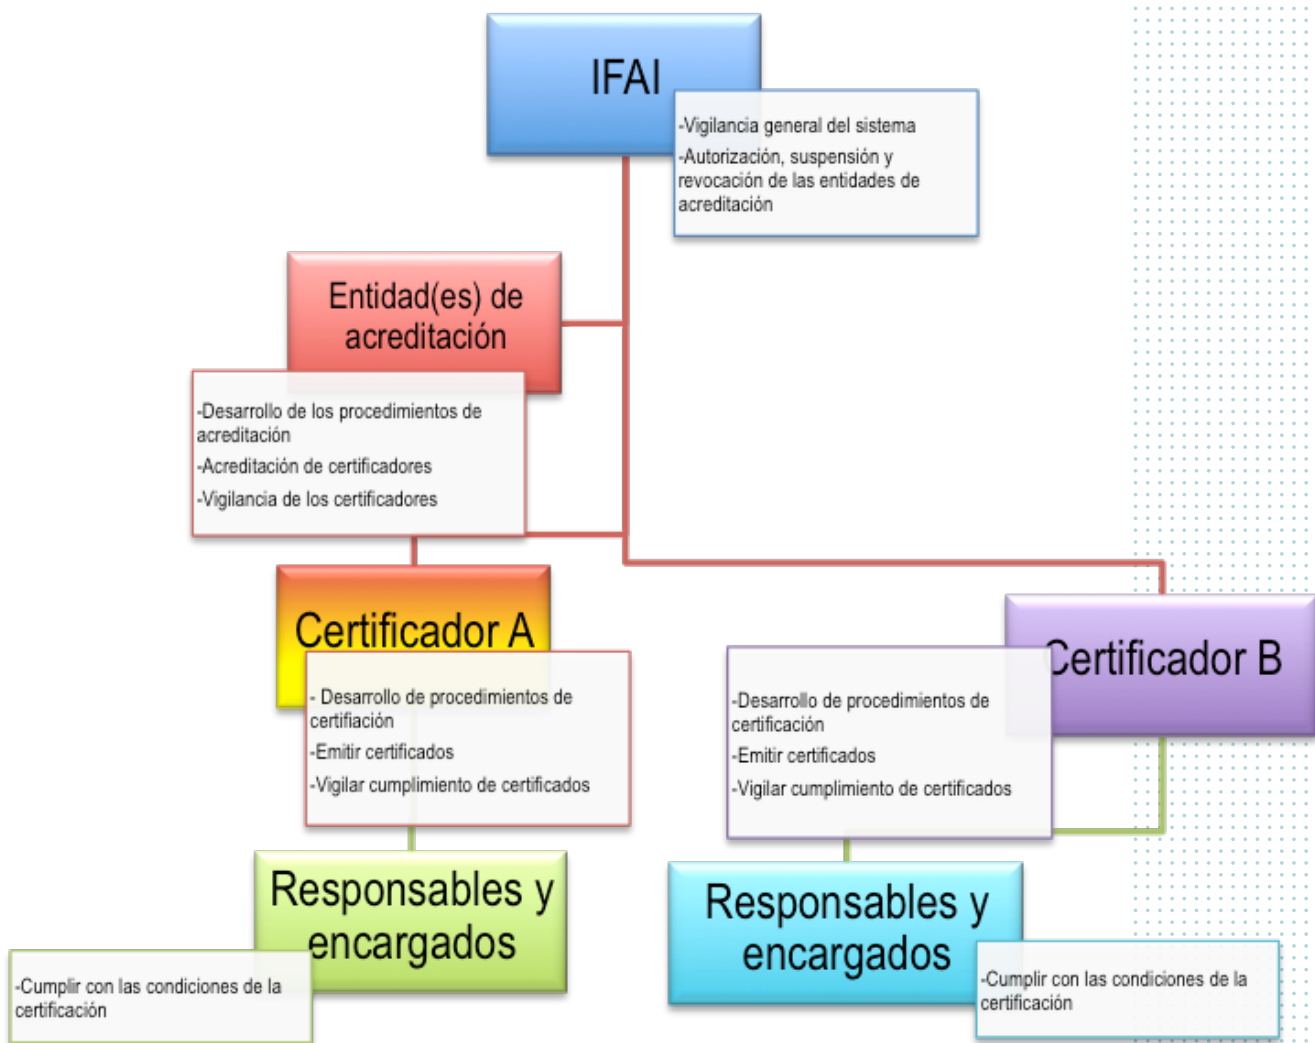 IFAI
-Vigilancia general del sistema
-Autorización, suspensión y
revocación de las entidades de
acreditación
Entidad(es) de
acreditación
-Desarrollo de los procedimientos de
acreditación
-Acreditación de certificadores
-Vigilancia de los certificadores
Certificador A
- Desarrollo de procedimientos de
certifiación
-Emitir certificados
-Vigilar cumplimiento de certificados
Certificador B
-Desarrollo de procedimientos de
certificación
-Emitir certificados
-Vigilar cumplimiento de certificados
Responsables y
encargados
-Cumplir con las condiciones de la
certificación
Responsables y
encargados
-Cumplir con las condiciones de la
certificación